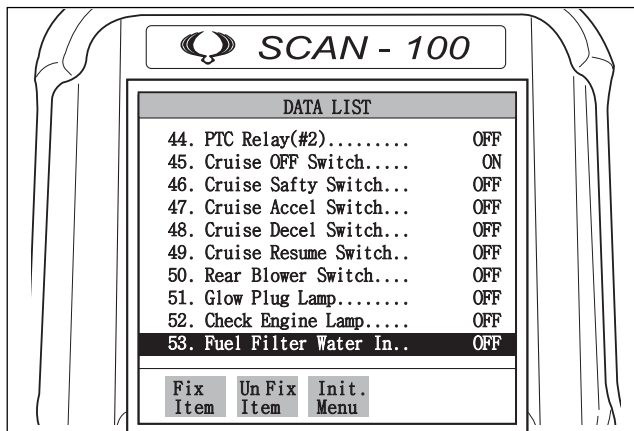 SCAN - 100
DATA LIST
44. PTC Relay(#2)......... OFF
45. Cruise OFF Switch..... ON
46. Cruise Safty Switch... OFF
47. Cruise Accel Switch... OFF
48. Cruise Decel Switch... OFF
49. Cruise Resume Switch.. OFF
50. Rear Blower Switch.... OFF
51. Glow Plug Lamp........ OFF
52. Check Engine Lamp..... OFF
53. Fuel Filter Water In.. OFF
Fix Item
Un Fix Item
Init. Menu